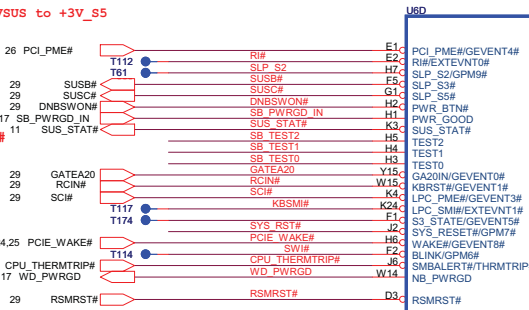 VSUS to +3V_S5
U6D
26 PCI_PME# E1 PCI_PME#/GEVENT4#
T112 RI# E2 RI#/EXTEVNT0#
T61 SLP_S2 H7 SLP_S2/GPM9#
29 SUSB# SUSB# F5 SLP_S3#
29 SUSC# SUSC# G1 SLP_S5#
29 DNBSWON# DNBSWON# H2 PWR_BTN#
17 SB_PWRGD_IN SB_PWRGD_IN H1 PWR_GOOD
11 SUS_STAT# SUS_STAT# K3 SUS_STAT#
#
SB_TEST2 H5 TEST2
SB_TEST1 H4 TEST1
SB_TEST0 H3 TEST0
29 GATEA20 GATEA20 Y15 GA20IN/GEVENT0#
29 RCIN# RCIN# W15 KBRST#/GEVENT1#
29 SCI# SCI# K4 LPC_PME#/GEVENT3#
T117 KBSMI# K24 LPC_SMI#/EXTEVNT1#
T174 F1 S3_STATE/GEVENT5#
SYS_RST# J2 SYS_RESET#/GPM7#
4,25 PCIE_WAKE# PCIE_WAKE# H6 WAKE#/GEVENT8#
T114 SWI# F2 BLINK/GPM6#
CPU_THERMTRIP# CPU_THERMTRIP# J6 SMBALERT#/THRMTRIP
17 WD_PWRGD WD_PWRGD W14 NB_PWRGD
29 RSMRST# RSMRST# D3 RSMRST#